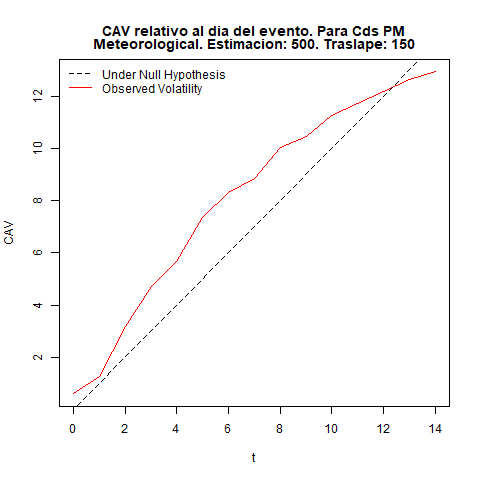 CAV relativo al dia del evento. Para Cds PM
Meteorological. Estimacion: 500. Traslape: 150
Under Null Hypothesis
Observed Volatility
CAV
12
10
8
6
4
2
0 2 4 6 8 10 12 14
t